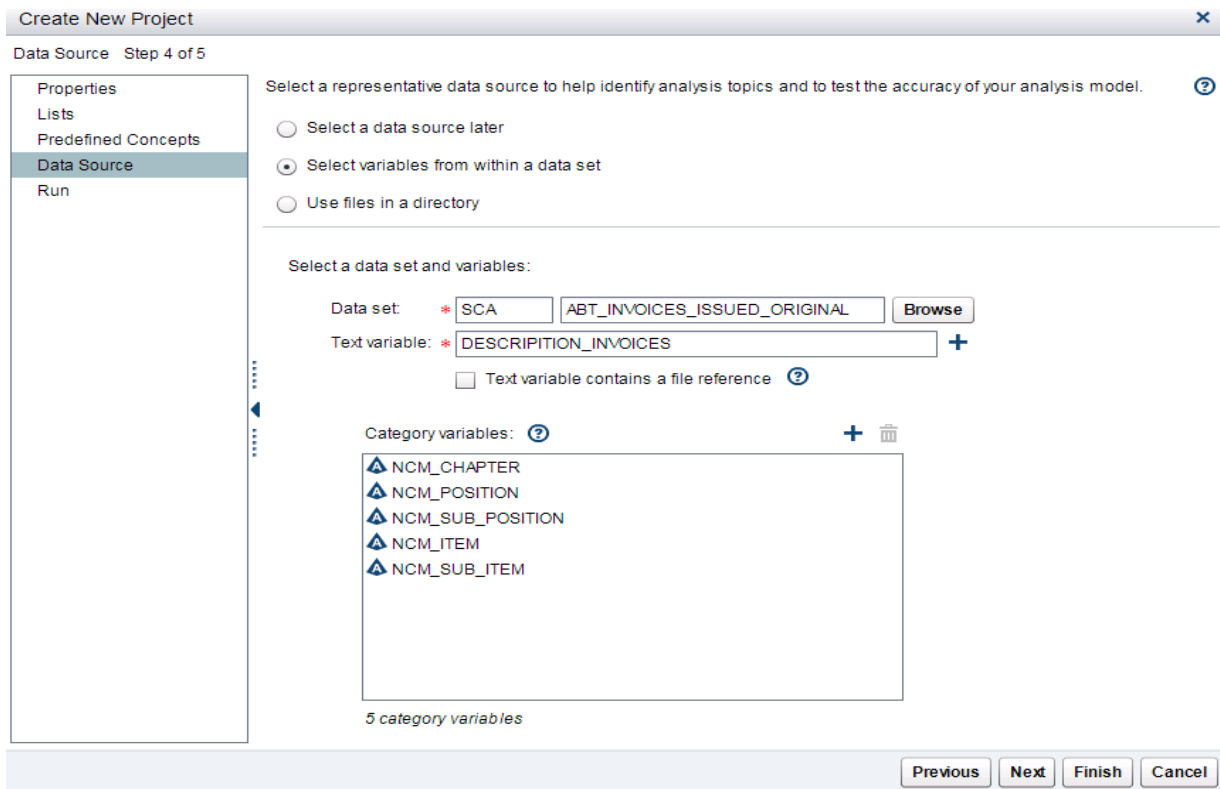 Create New Project
Data Source Step 4 of 5
Properties
Lists
Predefined Concepts
Data Source
Run
Select a representative data source to help identify analysis topics and to test the accuracy of your analysis model.
Select a data source later
Select variables from within a data set
Use files in a directory
Select a data set and variables:
Data set: * SCA ABT_INVOICES_ISSUED_ORIGINAL Browse
Text variable: * DESCRIPITION_INVOICES
Text variable contains a file reference
Category variables:
NCM_CHAPTER
NCM_POSITION
NCM_SUB_POSITION
NCM_ITEM
NCM_SUB_ITEM
5 category variables
Previous Next Finish Cancel